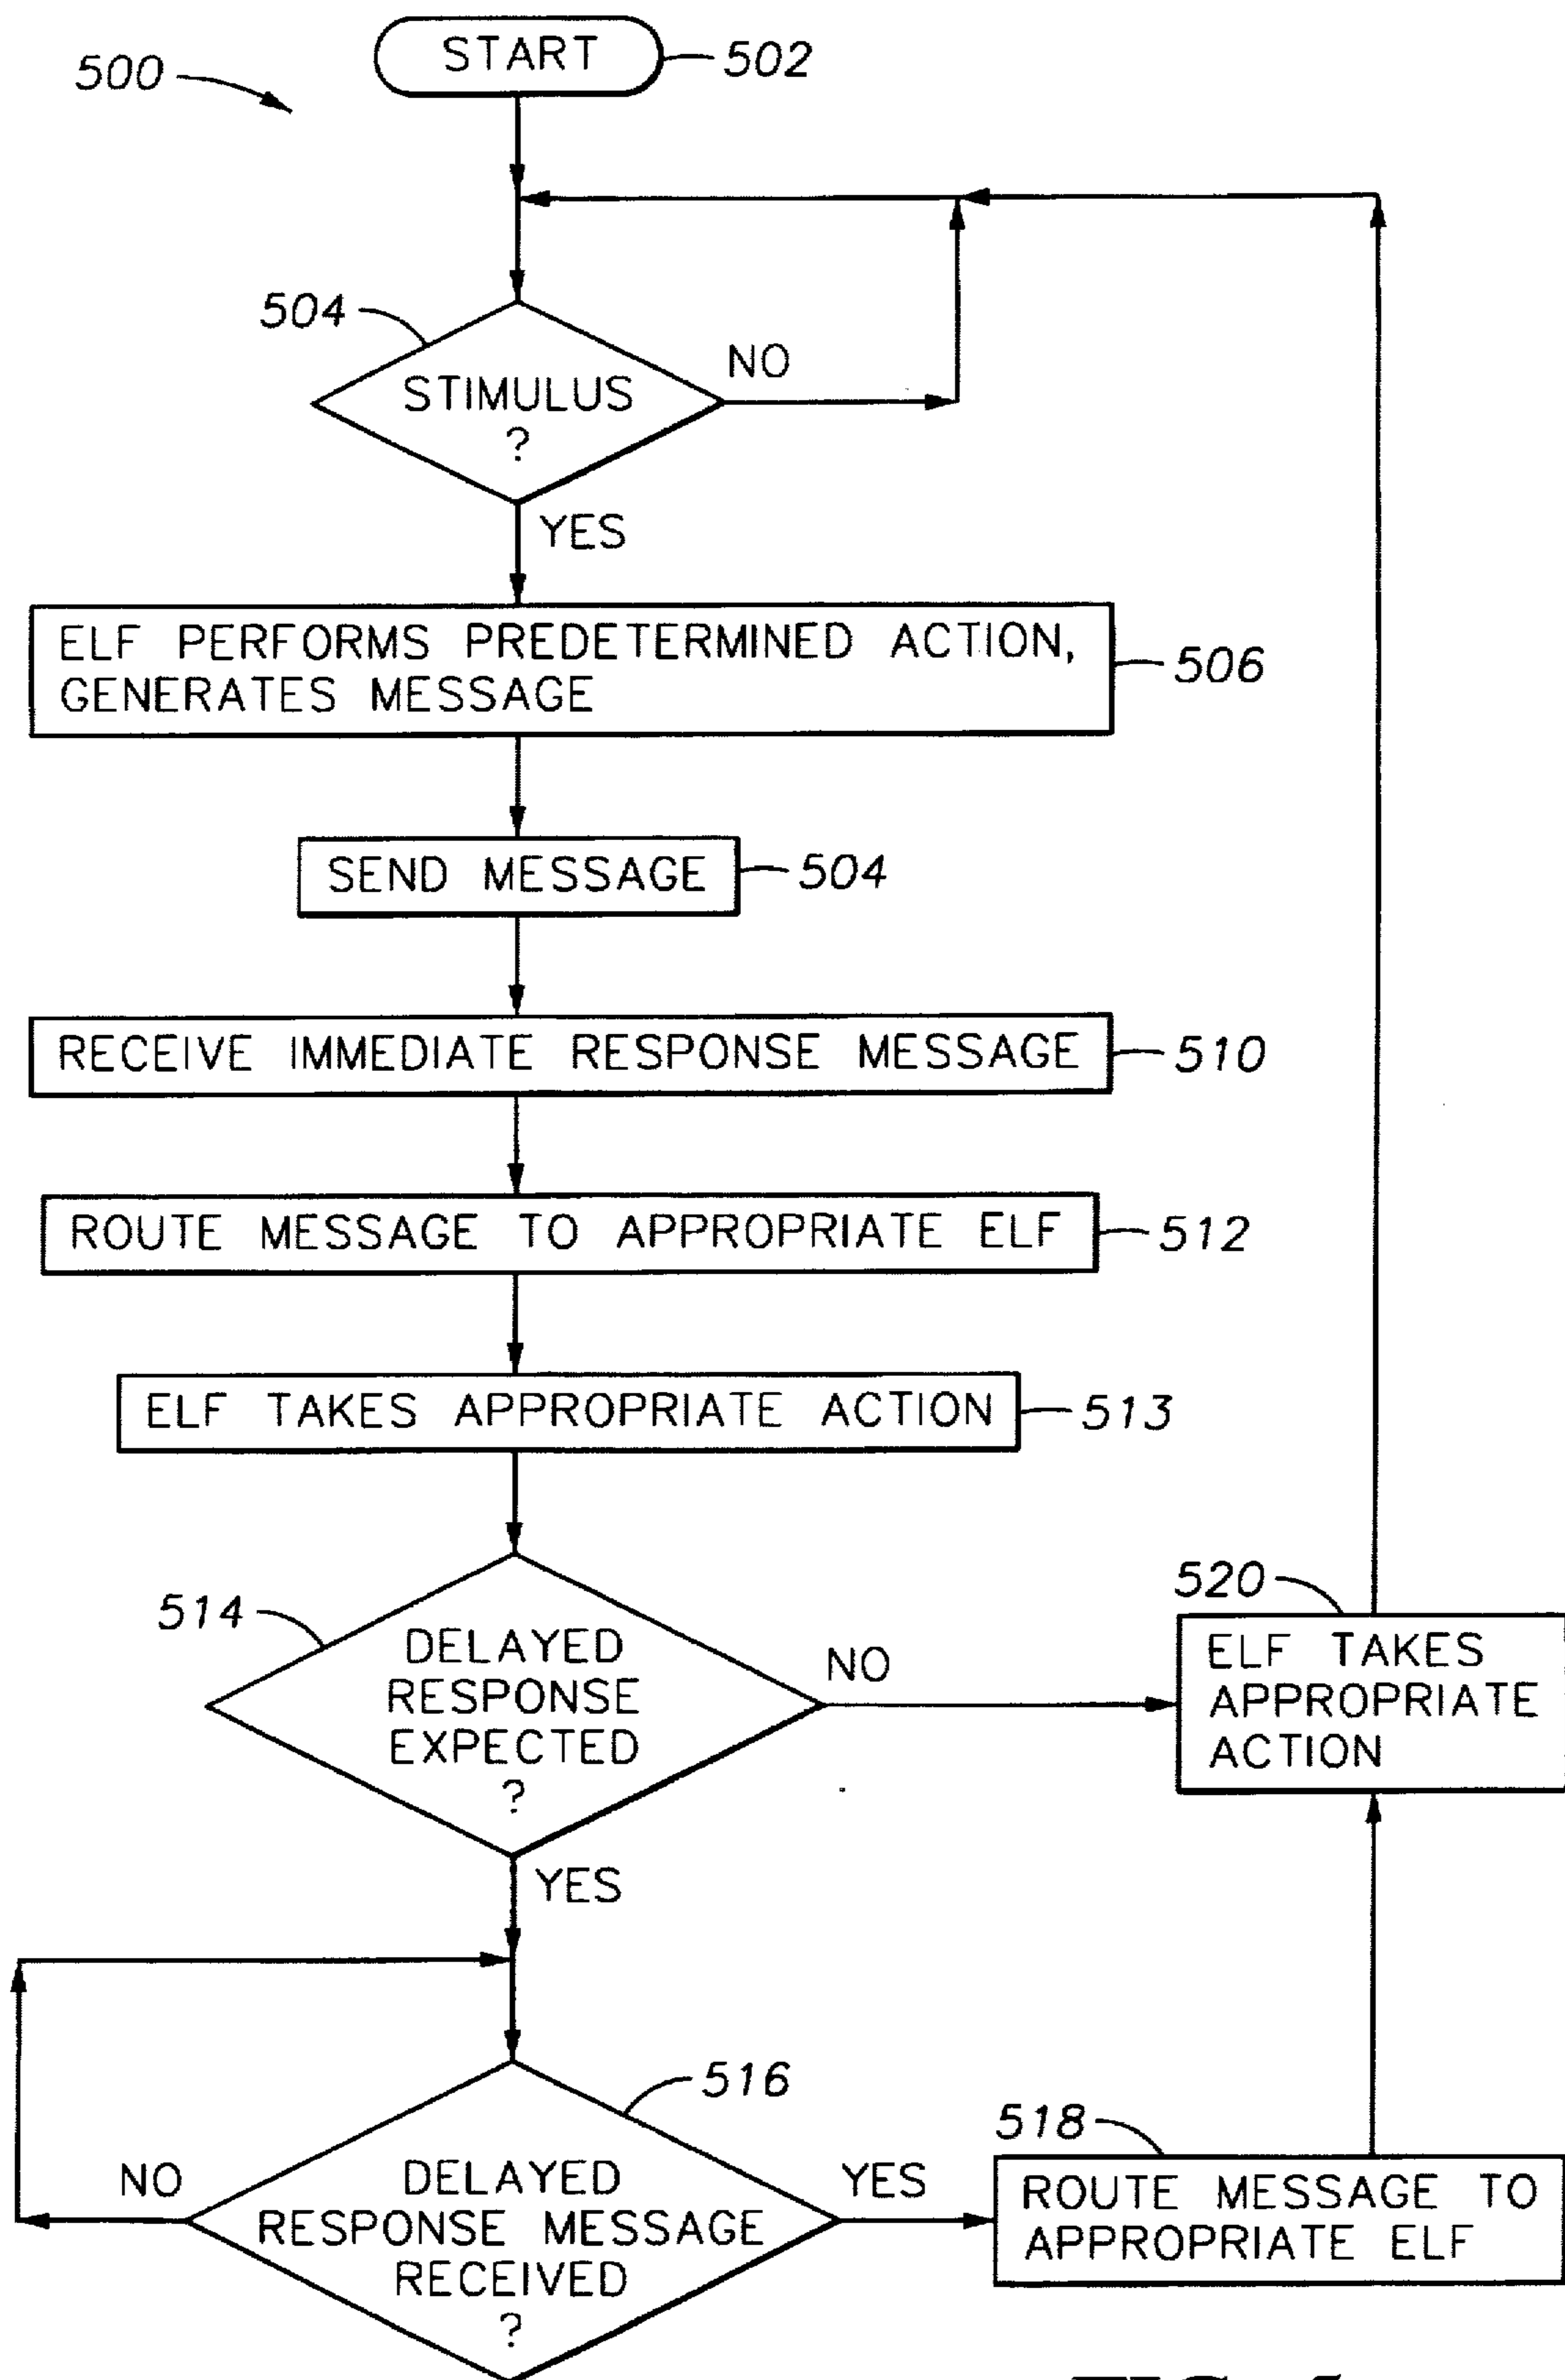 500
START
502
504
NO
STIMULUS
?
YES
ELF PERFORMS PREDETERMINED ACTION,
GENERATES MESSAGE
506
SEND MESSAGE
504
RECEIVE IMMEDIATE RESPONSE MESSAGE
510
ROUTE MESSAGE TO APPROPRIATE ELF
512
ELF TAKES APPROPRIATE ACTION
513
514
DELAYED
RESPONSE
EXPECTED
?
NO
520
ELF TAKES
APPROPRIATE
ACTION
YES
516
NO
DELAYED
RESPONSE MESSAGE
RECEIVED
?
YES
518
ROUTE MESSAGE TO
APPROPRIATE ELF